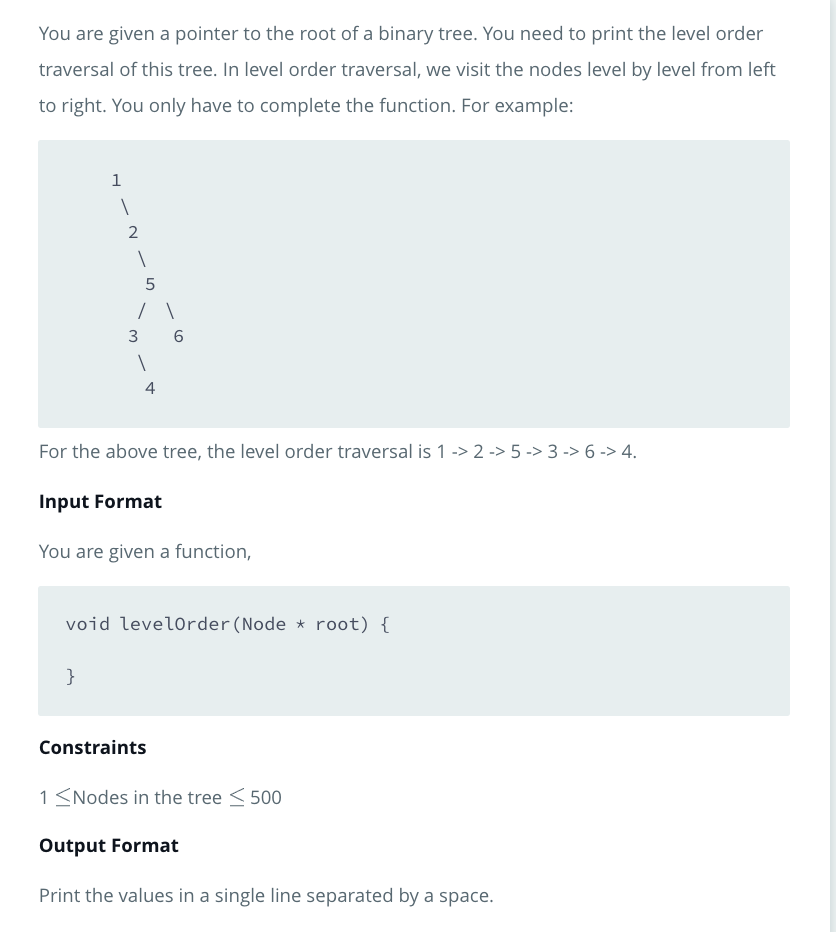 You are given a pointer to the root of a binary tree. You need to print the level order
traversal of this tree. In level order traversal, we visit the nodes level by level from left
to right. You only have to complete the function. For example:
     1
      \
       2
        \
         5
        / \
       3   6
        \
         4
For the above tree, the level order traversal is 1 -> 2 -> 5 -> 3 -> 6 -> 4.
Input Format
You are given a function,
void levelOrder(Node * root) {
}
Constraints
1 ≤Nodes in the tree ≤ 500
Output Format
Print the values in a single line separated by a space.